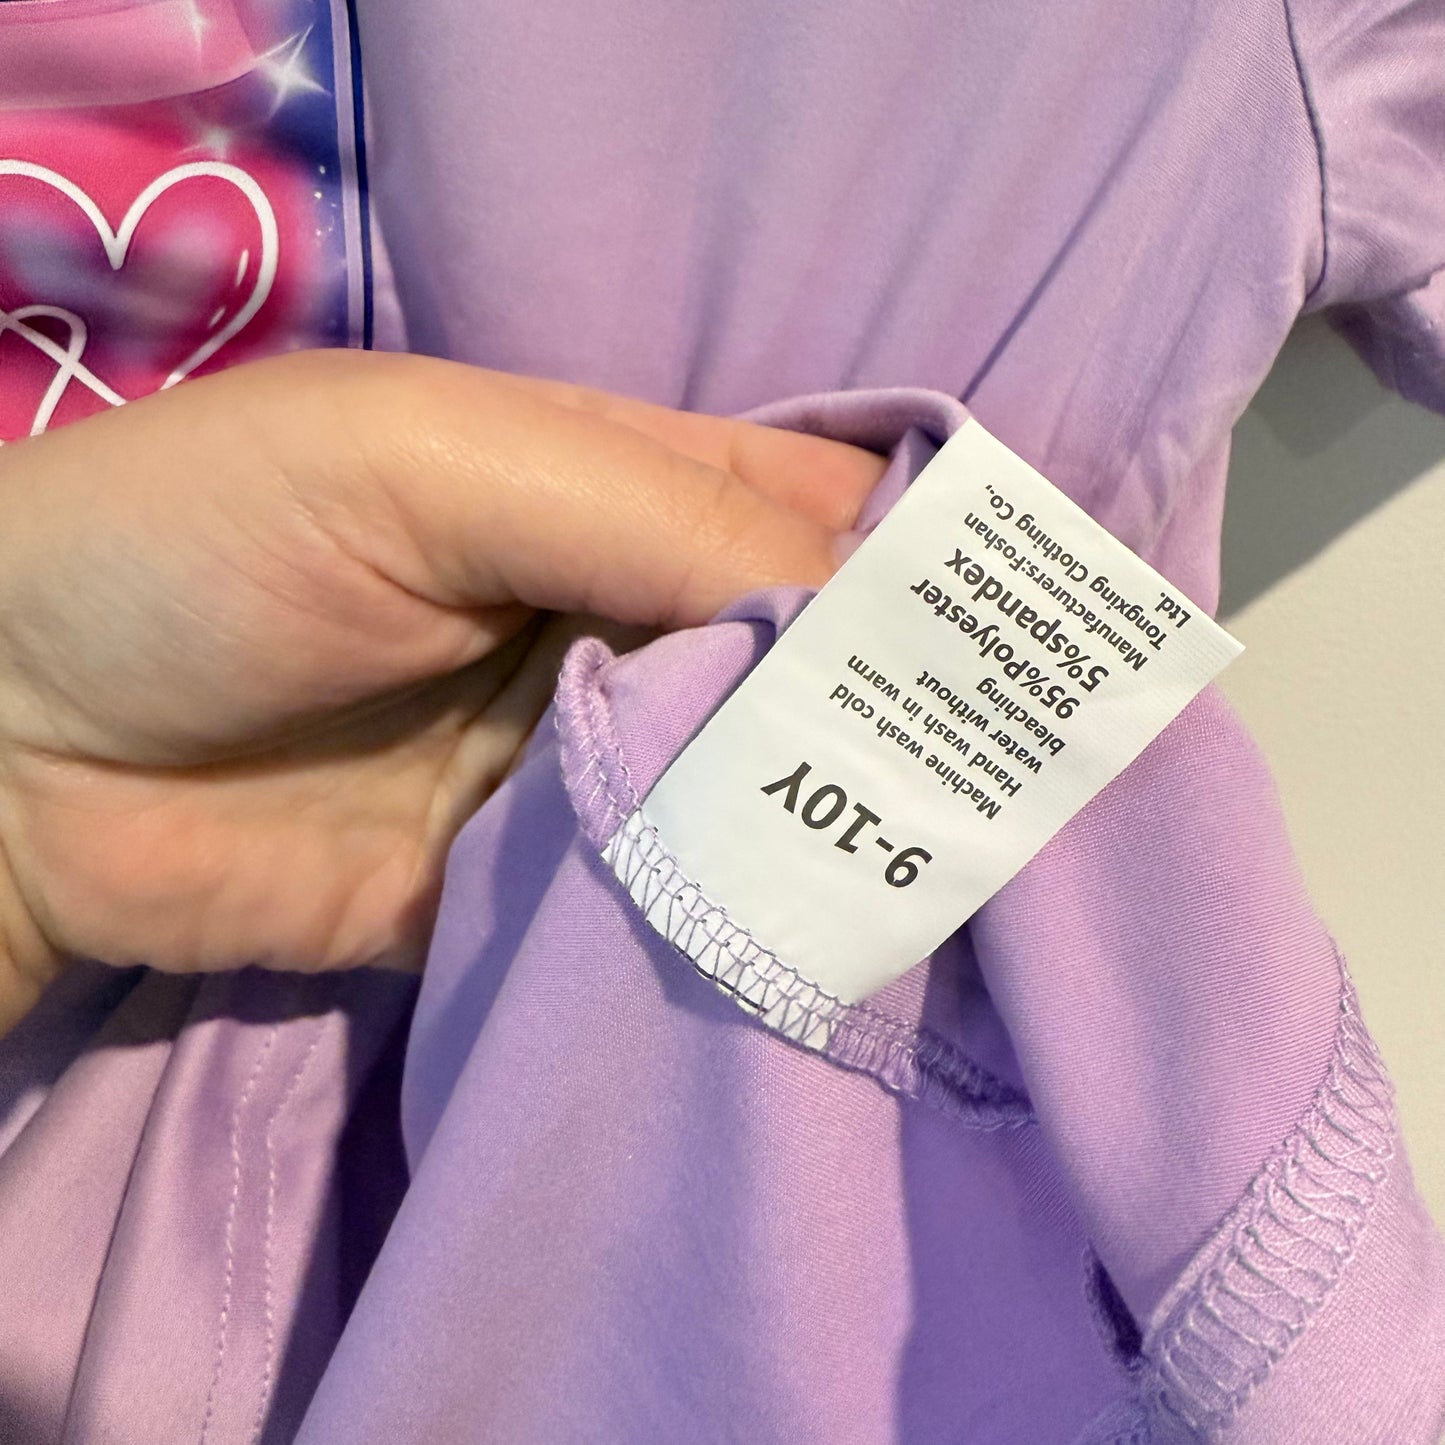 9-10Y
Machine wash cold
Hand wash in warm
water without
bleaching
95%Polyester
5%spandex
Manufacturers:Foshan
Tongxing Clothing Co.,
Ltd.